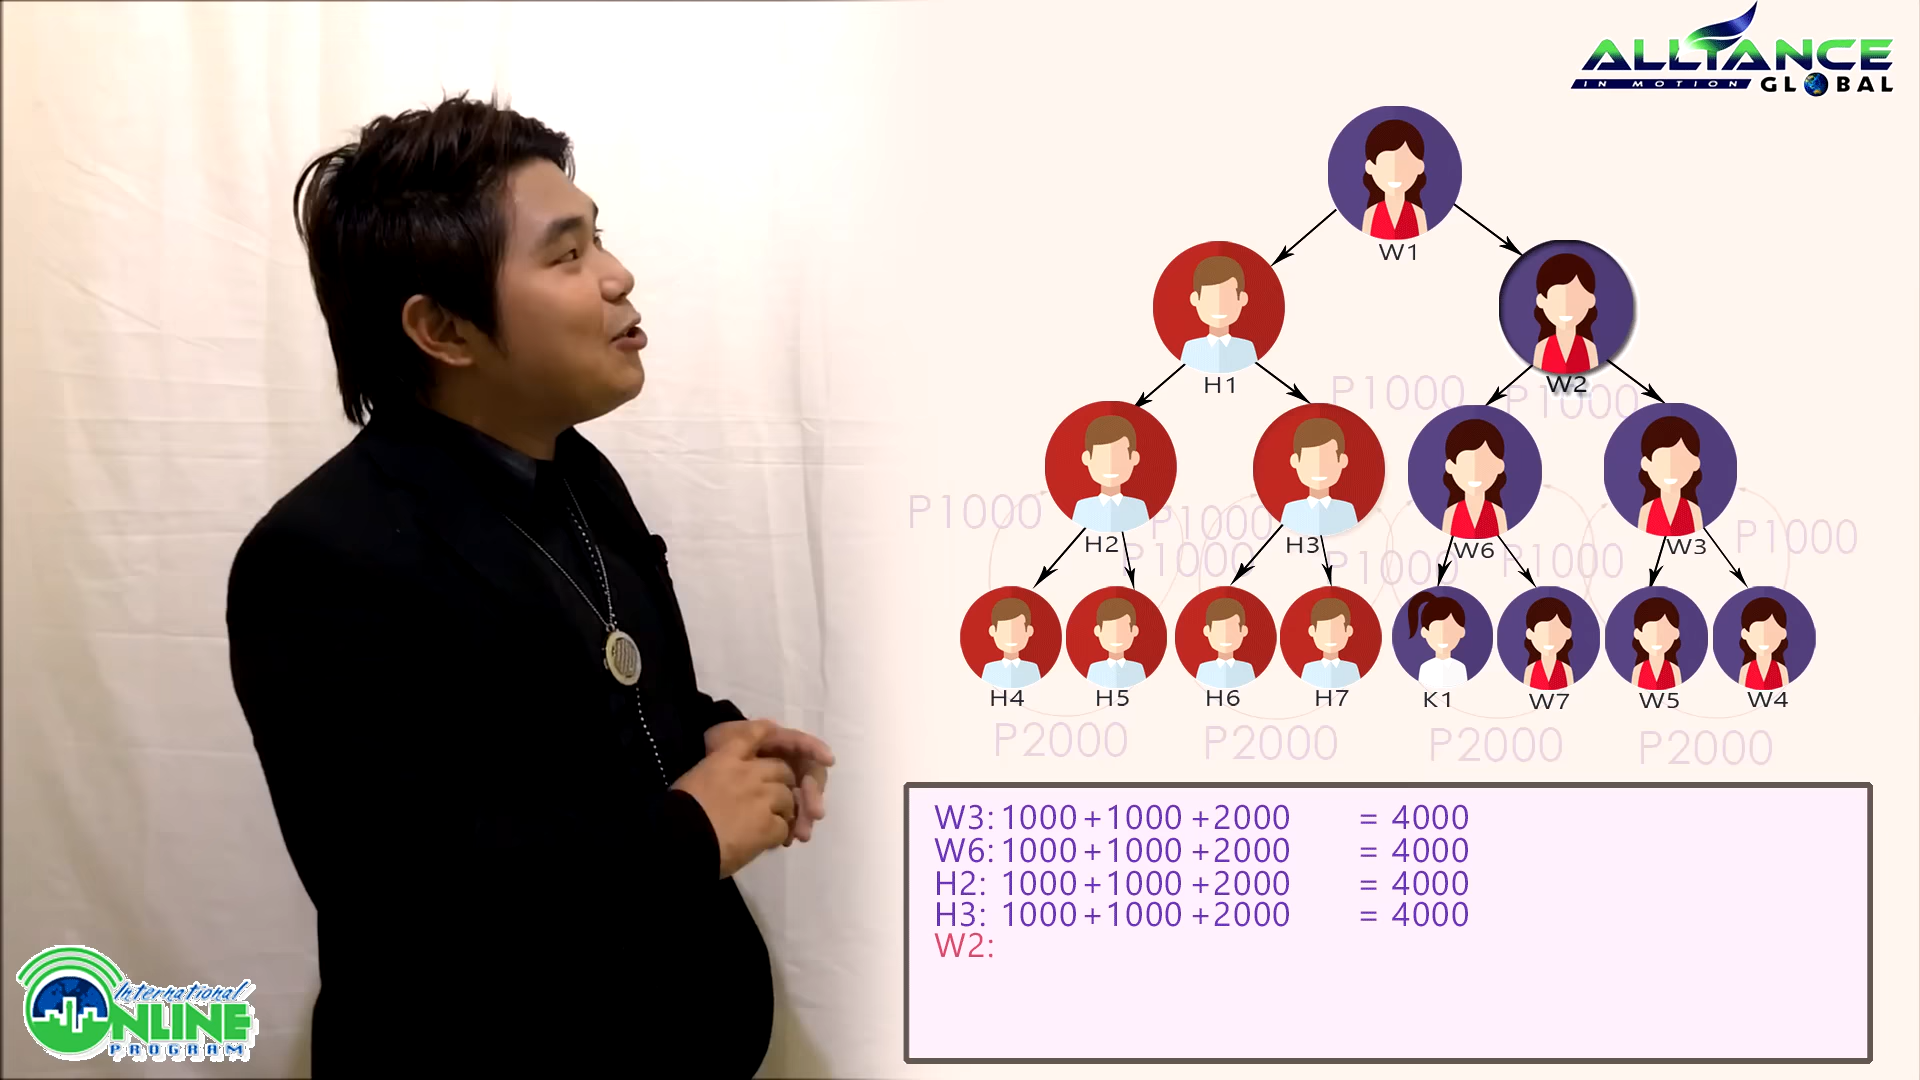 ALLIANCE
IN MOTION GLOBAL
W1
H1
W2
P1000 P1000
P1000 P1000
H2 H3 W6 W3
P1000 P1000 P1000 P1000
H4 H5 H6 H7 K1 W7 W5 W4
P2000 P2000 P2000 P2000
W3: 1000+1000+2000 = 4000
W6: 1000+1000+2000 = 4000
H2: 1000+1000+2000 = 4000
H3: 1000+1000+2000 = 4000
W2:
International
ONLINE
PROGRAM